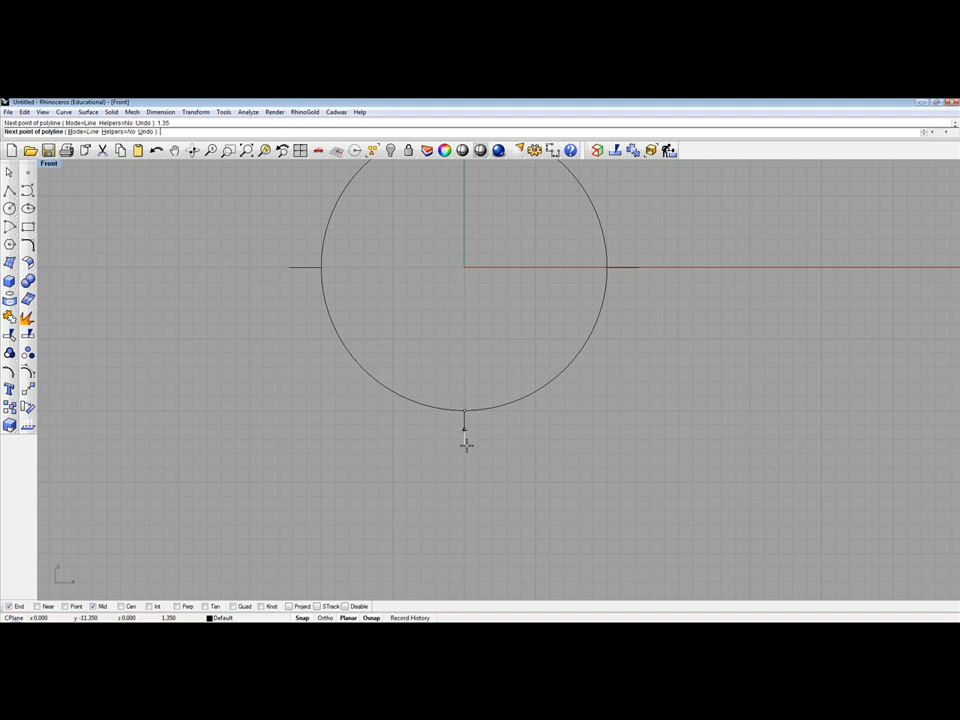 Untitled - Rhinoceros (Educational) - [Front]
File Edit View Curve Surface Solid Mesh Dimension Transform Tools Analyze Render RhinoGold Cadwax Help
Next point of polyline ( Mode=Line Helpers=No Undo ): 1.35
Next point of polyline ( Mode=Line Helpers=No Undo ):
Front
z
x
End Near Point Mid Cen Int Perp Tan Quad Knot Project STrack Disable
CPlane x 0.000 y -11.350 z 0.000 1.350 Default Snap Ortho Planar Osnap Record History